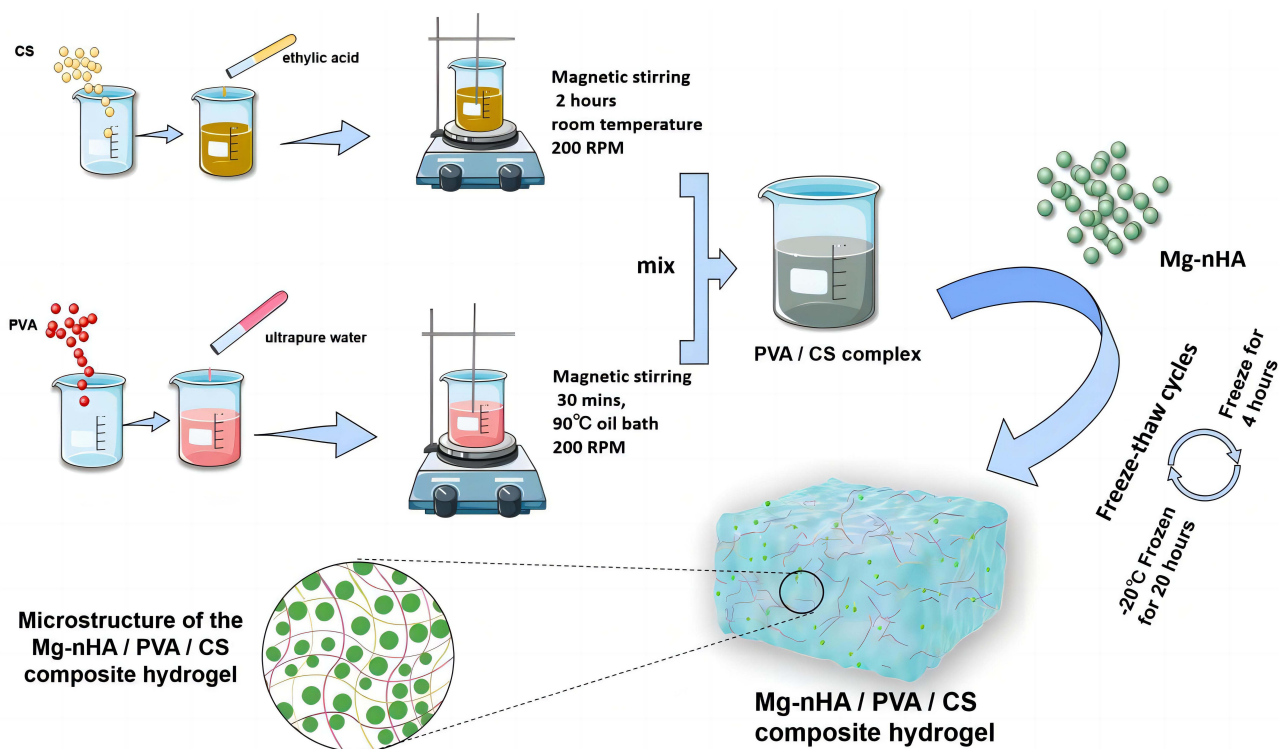 CS
ethylic acid
Magnetic stirring
2 hours
room temperature
200 RPM
PVA
ultrapure water
Magnetic stirring
30 mins,
90℃ oil bath
200 RPM
mix
PVA / CS complex
Mg-nHA
Freeze-thaw cycles
Freeze for
4 hours
-20℃ Frozen
for 20 hours
Microstructure of the
Mg-nHA / PVA / CS
composite hydrogel
Mg-nHA / PVA / CS
composite hydrogel